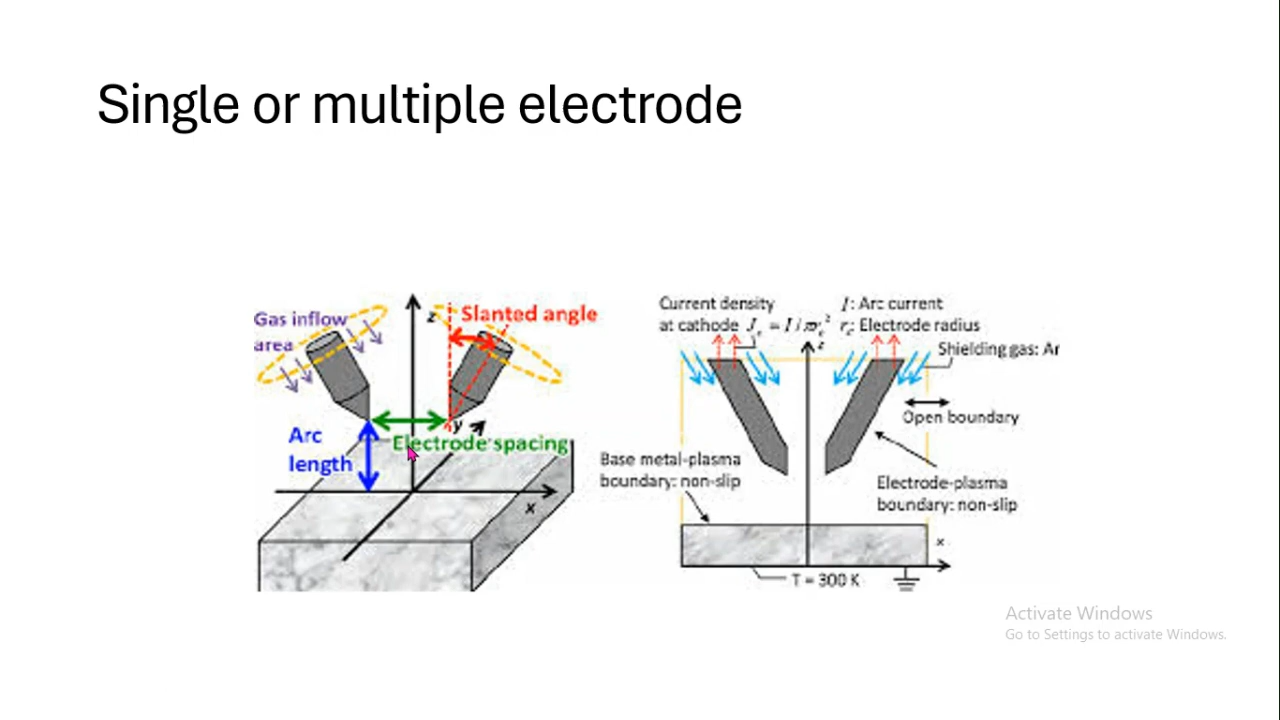 Single or multiple electrode
Gas inflow
area
z
Slanted angle
y
Arc
length
Electrode spacing
x
Current density
at cathode
I: Arc current
: Electrode radius
z
Shielding gas: Ar
Open boundary
Base metal-plasma
boundary: non-slip
Electrode-plasma
boundary: non-slip
x
T = 300 K
Activate Windows
Go to Settings to activate Windows.